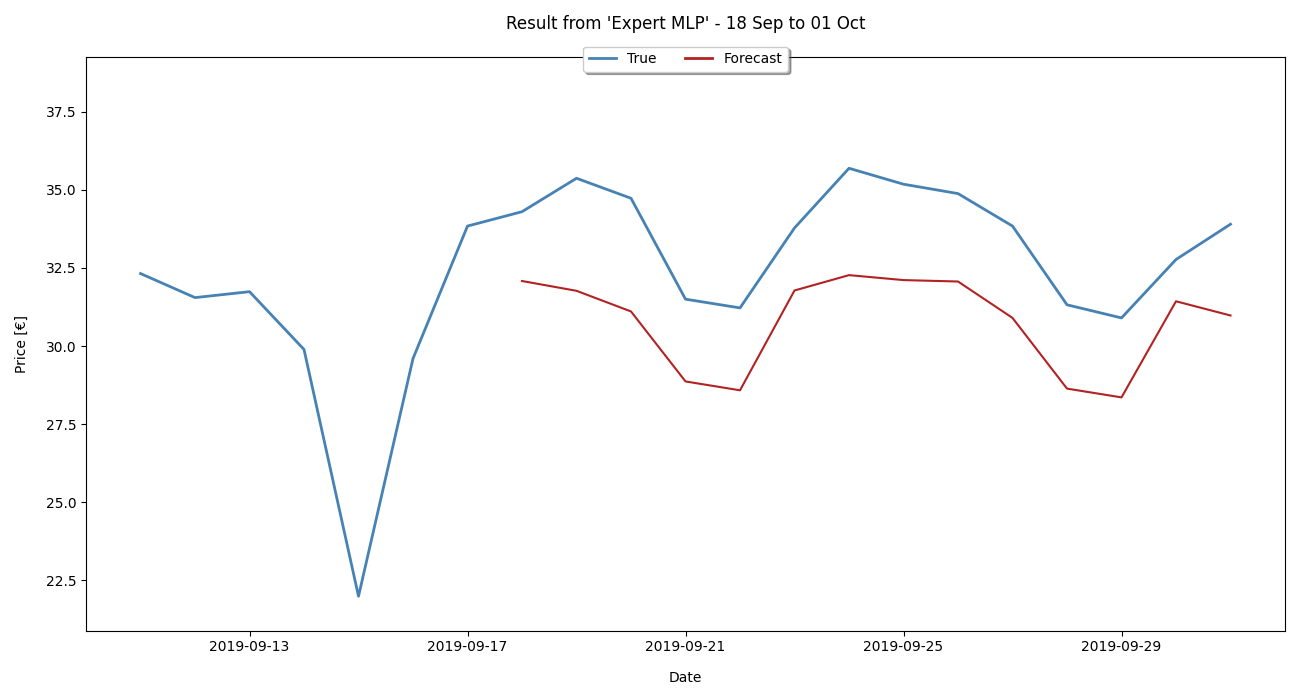 Result from 'Expert MLP' - 18 Sep to 01 Oct
True Forecast
37.5
35.0
32.5
30.0
27.5
25.0
22.5
Price [€]
2019-09-13 2019-09-17 2019-09-21 2019-09-25 2019-09-29
Date